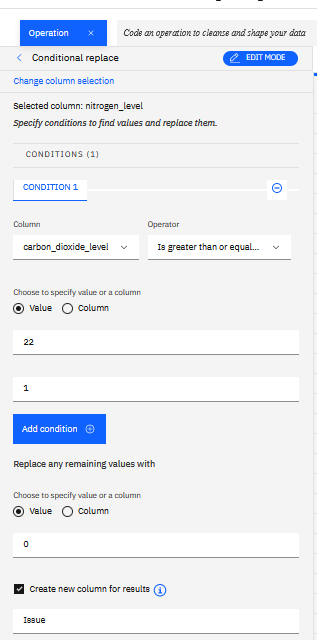 Operation ×
Code an operation to cleanse and shape your data
Conditional replace
EDIT MODE
Change column selection
Selected column: nitrogen_level
Specify conditions to find values and replace them.
CONDITIONS (1)
CONDITION 1
Column Operator
carbon_dioxide_level Is greater than or equal...
Choose to specify value or a column
Value Column
22
1
Add condition
Replace any remaining values with
Choose to specify value or a column
Value Column
0
Create new column for results
Issue